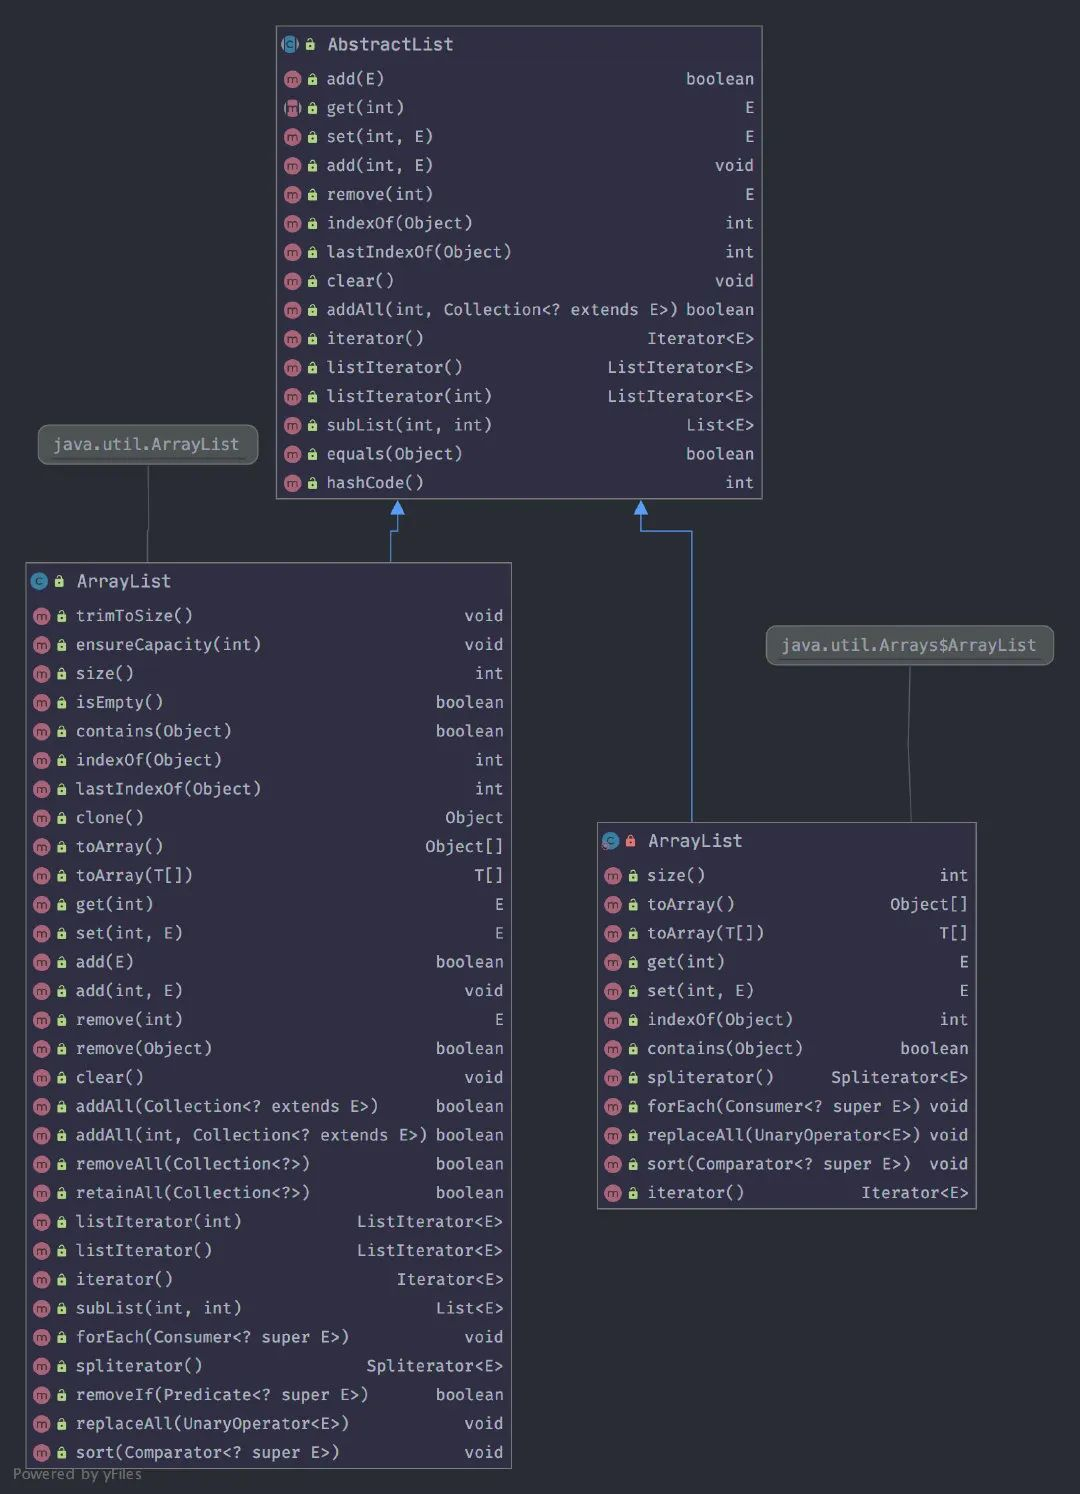 AbstractList
add(E) boolean
get(int) E
set(int, E) E
add(int, E) void
remove(int) E
indexOf(Object) int
lastIndexOf(Object) int
clear() void
addAll(int, Collection<? extends E>) boolean
iterator() Iterator<E>
listIterator() ListIterator<E>
listIterator(int) ListIterator<E>
subList(int, int) List<E>
equals(Object) boolean
hashCode() int
java.util.ArrayList
ArrayList
trimToSize() void
ensureCapacity(int) void
size() int
isEmpty() boolean
contains(Object) boolean
indexOf(Object) int
lastIndexOf(Object) int
clone() Object
toArray() Object[]
toArray(T[]) T[]
get(int) E
set(int, E) E
add(E) boolean
add(int, E) void
remove(int) E
remove(Object) boolean
clear() void
addAll(Collection<? extends E>) boolean
addAll(int, Collection<? extends E>) boolean
removeAll(Collection<?>) boolean
retainAll(Collection<?>) boolean
listIterator(int) ListIterator<E>
listIterator() ListIterator<E>
iterator() Iterator<E>
subList(int, int) List<E>
forEach(Consumer<? super E>) void
spliterator() Spliterator<E>
removeIf(Predicate<? super E>) boolean
replaceAll(UnaryOperator<E>) void
sort(Comparator<? super E>) void
java.util.Arrays$ArrayList
ArrayList
size() int
toArray() Object[]
toArray(T[]) T[]
get(int) E
set(int, E) E
indexOf(Object) int
contains(Object) boolean
spliterator() Spliterator<E>
forEach(Consumer<? super E>) void
replaceAll(UnaryOperator<E>) void
sort(Comparator<? super E>) void
iterator() Iterator<E>
Powered by yFiles